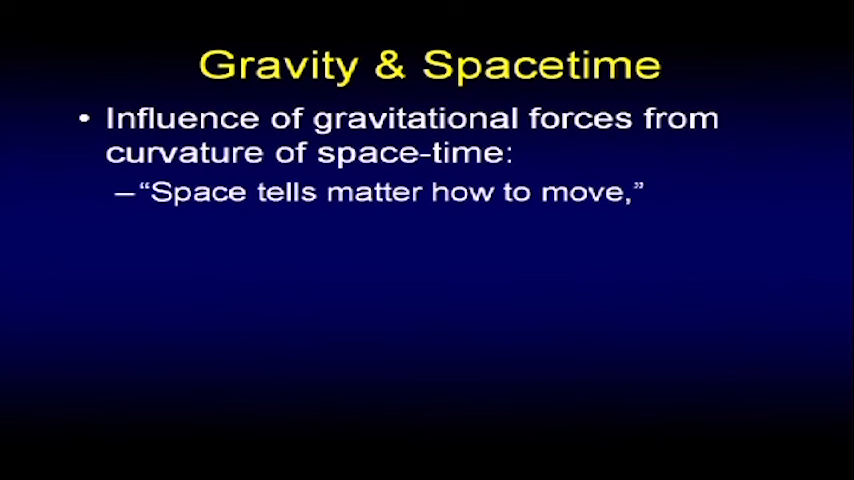 Gravity & Spacetime
• Influence of gravitational forces from
curvature of space-time:
–“Space tells matter how to move,”